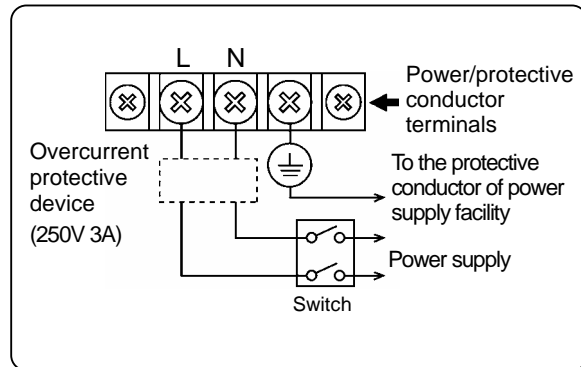 L N
Power/protective
conductor
terminals
Overcurrent
protective
device
(250V 3A)
To the protective
conductor of power
supply facility
Power supply
Switch